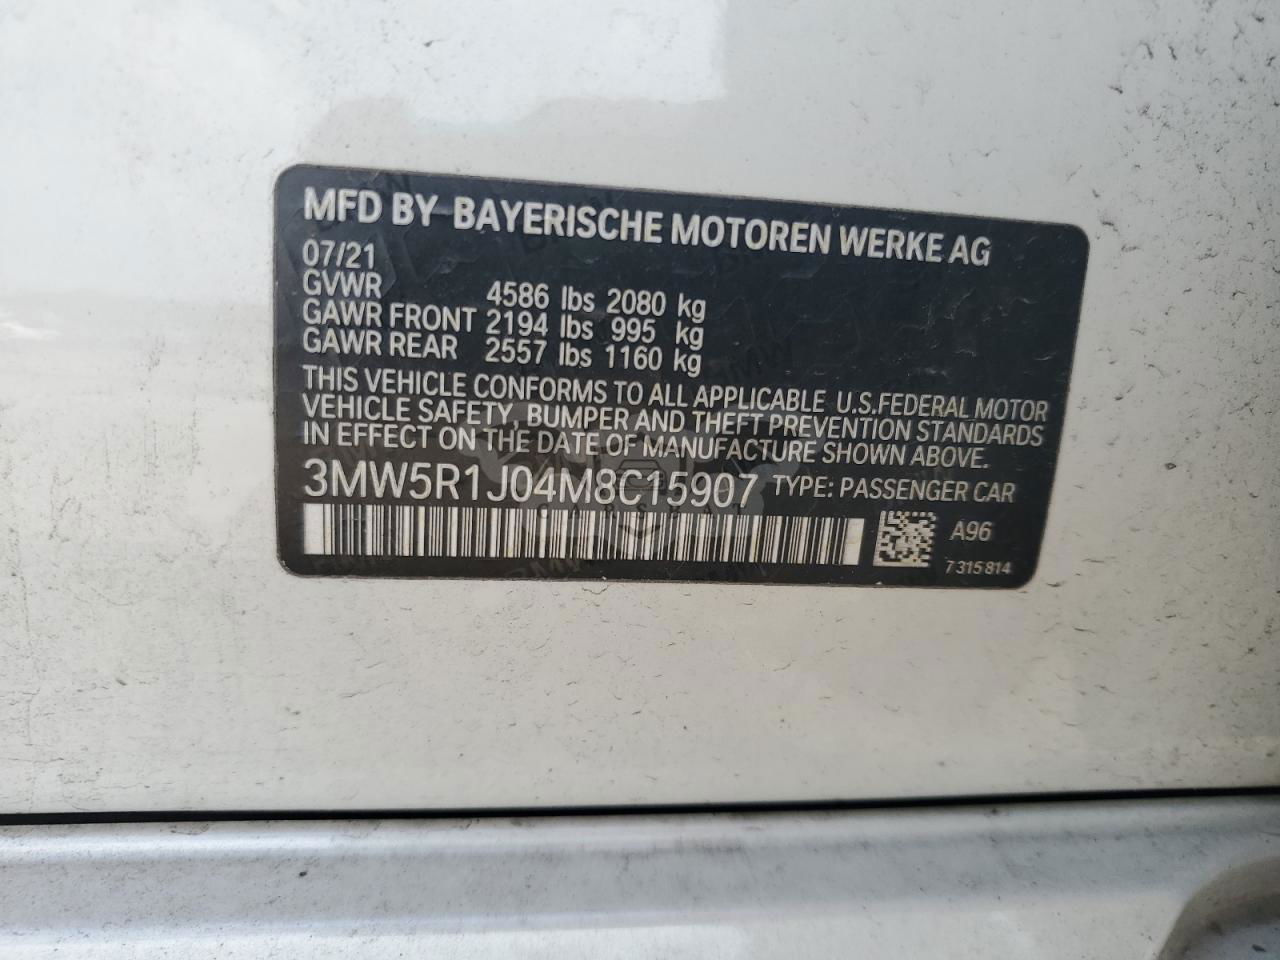 MFD BY BAYERISCHE MOTOREN WERKE AG
07/21
GVWR 4586 lbs 2080 kg
GAWR FRONT 2194 lbs 995 kg
GAWR REAR 2557 lbs 1160 kg
THIS VEHICLE CONFORMS TO ALL APPLICABLE U.S.FEDERAL MOTOR
VEHICLE SAFETY, BUMPER AND THEFT PREVENTION STANDARDS
IN EFFECT ON THE DATE OF MANUFACTURE SHOWN ABOVE.
3MW5R1J04M8C15907 TYPE: PASSENGER CAR
A96
7315814